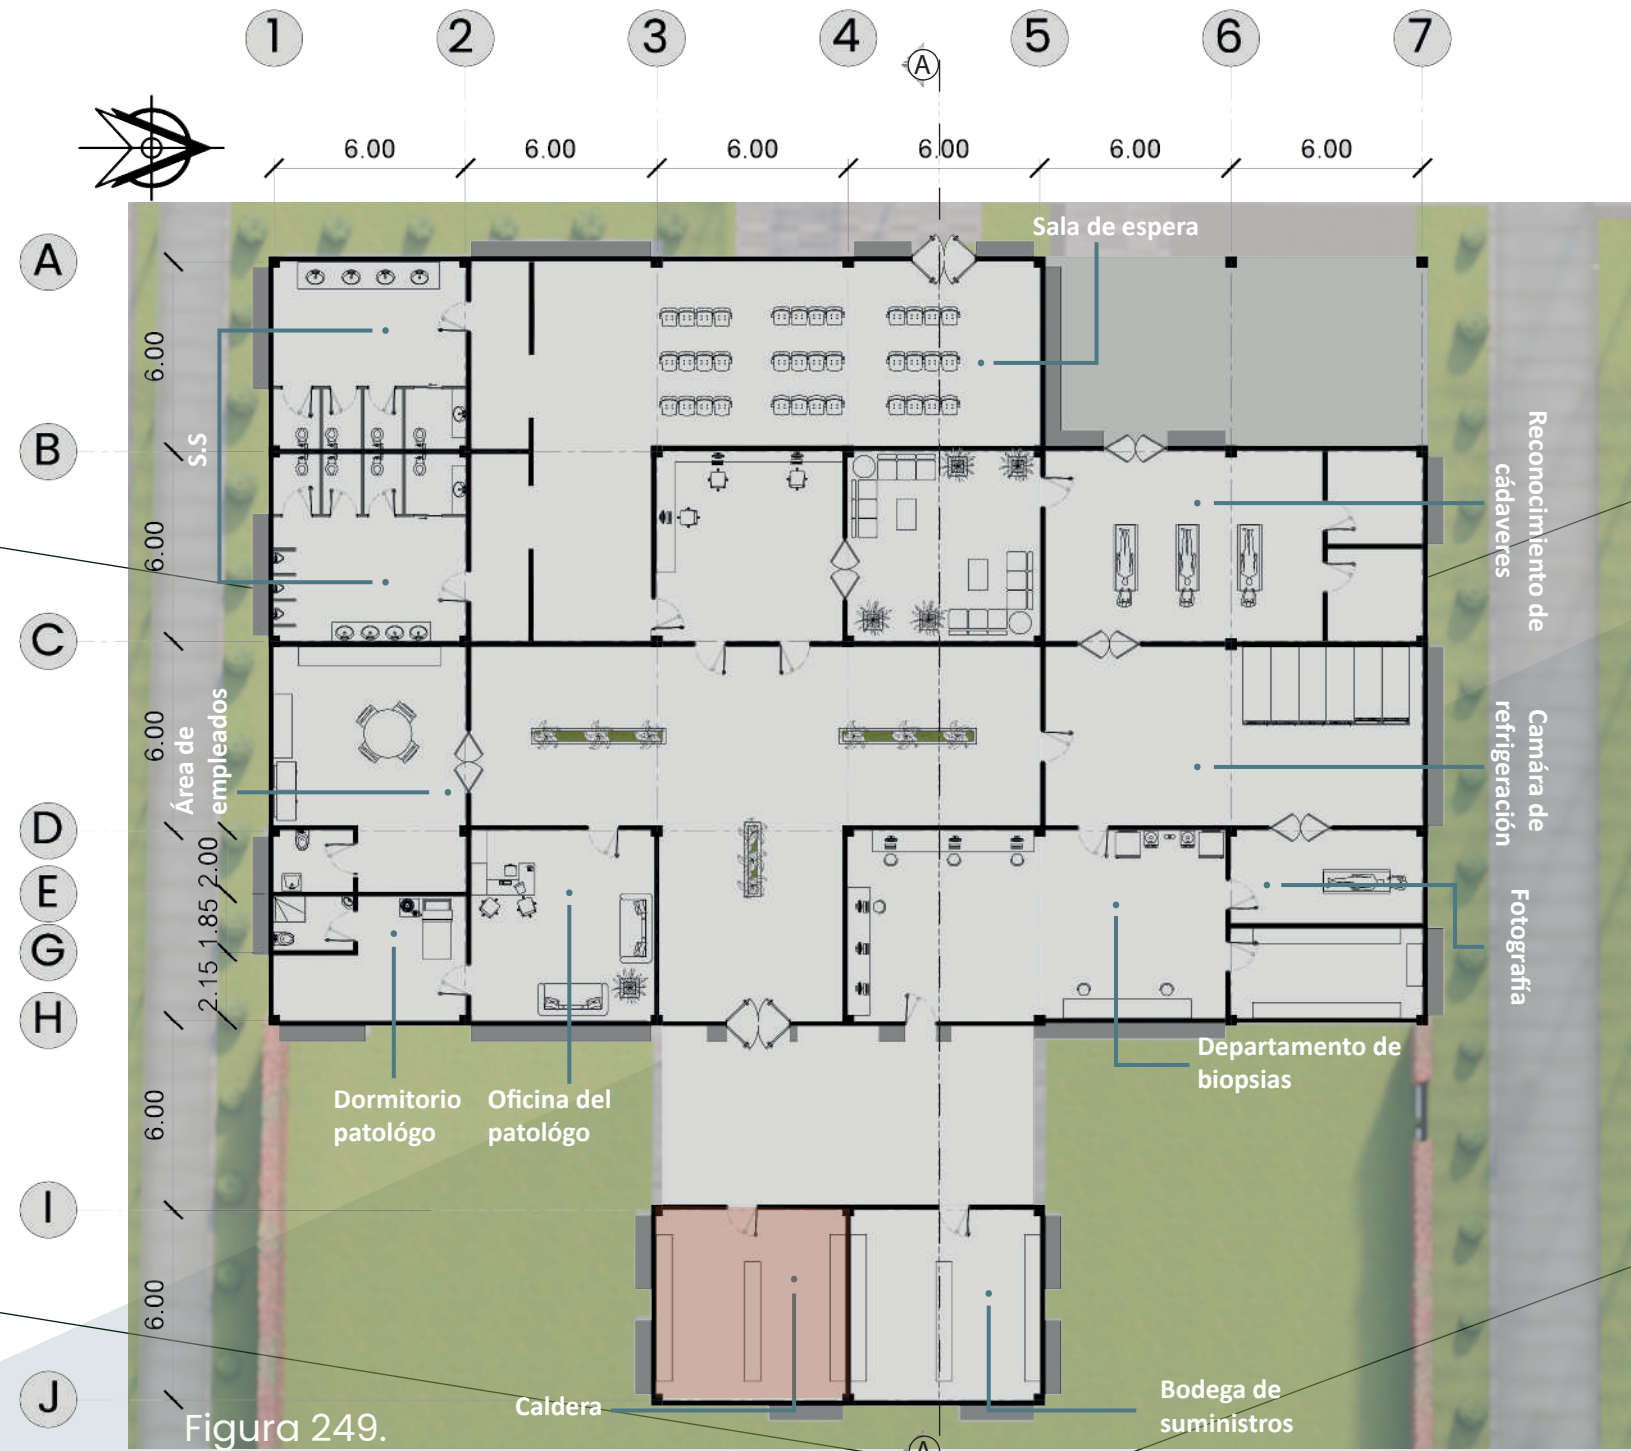 1 2 3 4 5 6 7
A
6.00 6.00 6.00 6.00 6.00 6.00
Sala de espera
A
6.00
B
S.S
6.00
Reconocimiento de
cádaveres
C
6.00
Área de
empleados
Camára de
refrigeración
D
2.00
E
1.85
G
2.15
H
Fotografía
Departamento de
biopsias
Dormitorio
patológo
Oficina del
patológo
6.00
I
6.00
J
Caldera
Bodega de
suministros
Figura 249.
A